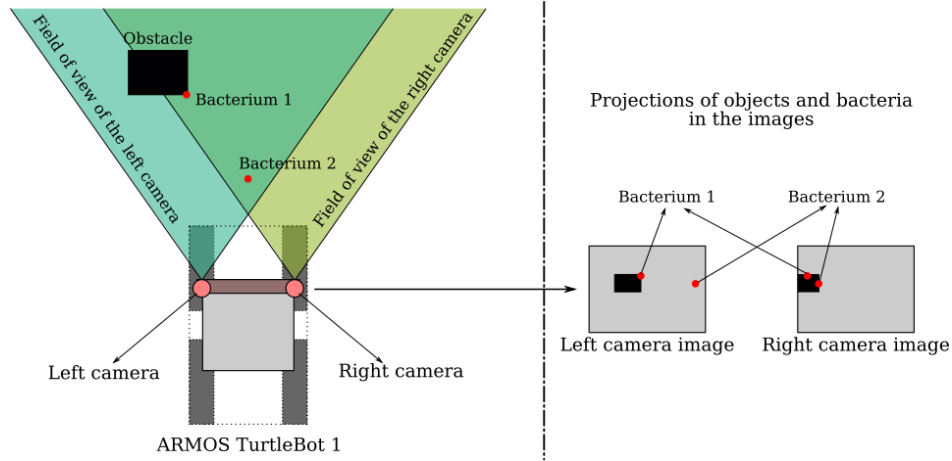 Obstacle
Bacterium 1
Bacterium 2
Field of view of the left camera
Field of view of the right camera
Left camera
Right camera
ARMOS TurtleBot 1
Projections of objects and bacteria
in the images
Bacterium 1
Bacterium 2
Left camera image
Right camera image